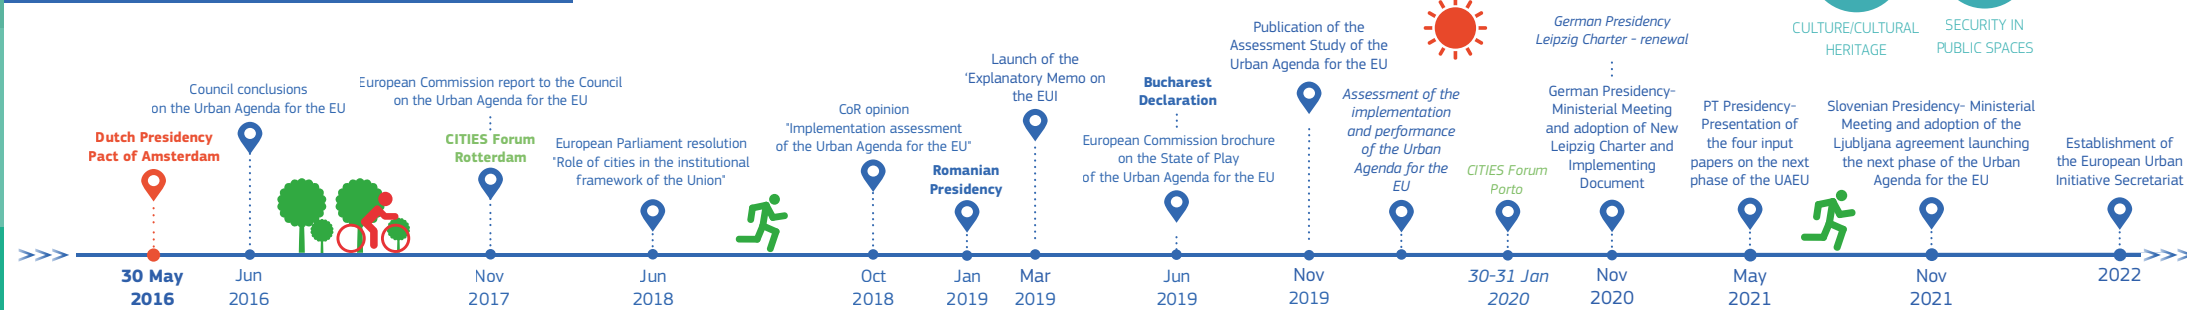 Dutch Presidency
Pact of Amsterdam
30 May
2016
Council conclusions
on the Urban Agenda for the EU
Jun
2016
European Commission report to the Council
on the Urban Agenda for the EU
CITIES Forum
Rotterdam
Nov
2017
European Parliament resolution
"Role of cities in the institutional
framework of the Union"
Jun
2018
CoR opinion
"Implementation assessment
of the Urban Agenda for the EU"
Oct
2018
Romanian
Presidency
Jan
2019
Launch of the
'Explanatory Memo on
the EUI
Mar
2019
Bucharest
Declaration
European Commission brochure
on the State of Play
of the Urban Agenda for the EU
Jun
2019
Publication of the
Assessment Study of the
Urban Agenda for the EU
Nov
2019
Assessment of the
implementation
and performance
of the Urban
Agenda for the
EU
CITIES Forum
Porto
30-31 Jan
2020
German Presidency
Leipzig Charter - renewal
German Presidency-
Ministerial Meeting
and adoption of New
Leipzig Charter and
Implementing
Document
Nov
2020
PT Presidency-
Presentation of
the four input
papers on the next
phase of the UAEU
May
2021
CULTURE/CULTURAL
HERITAGE
SECURITY IN
PUBLIC SPACES
Slovenian Presidency- Ministerial
Meeting and adoption of the
Ljubljana agreement launching
the next phase of the Urban
Agenda for the EU
Nov
2021
Establishment of
the European Urban
Initiative Secretariat
2022